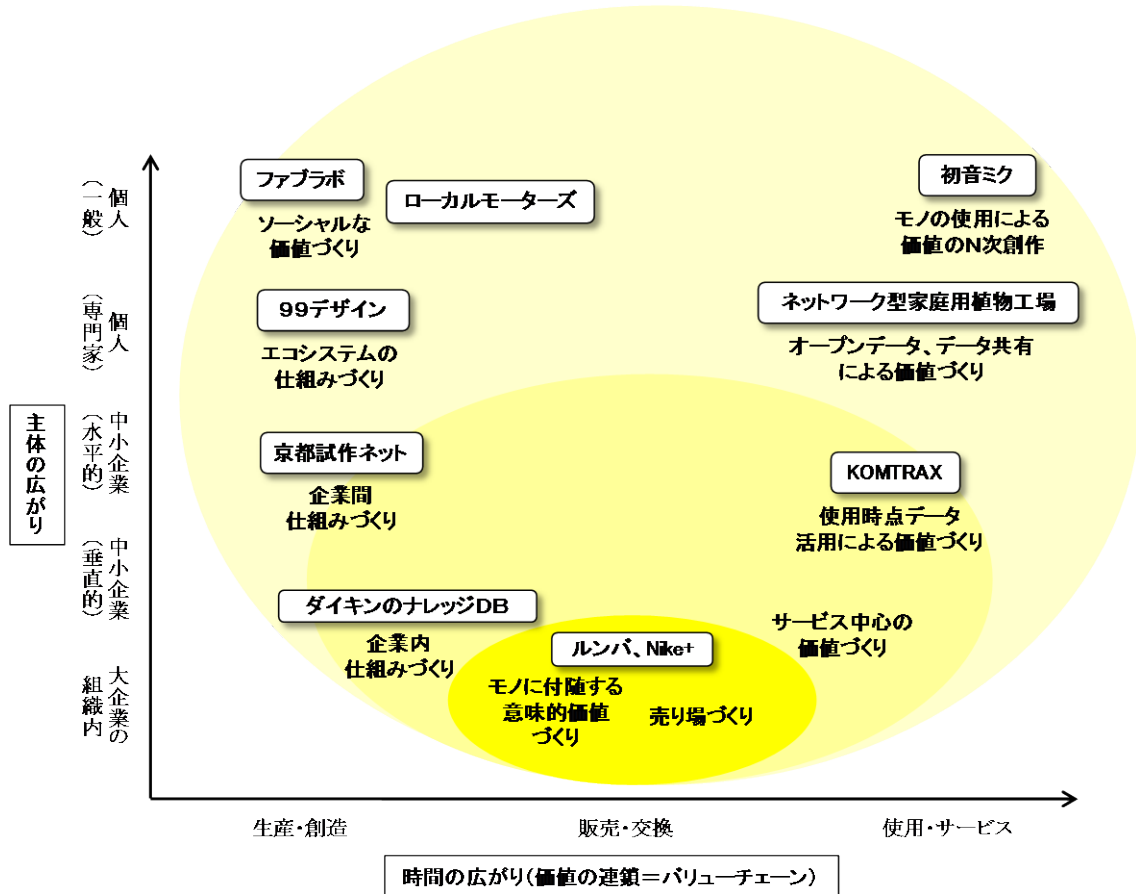 主体の広がり
個人
(一般)
個人
(専門家)
中小企業
(水平的)
中小企業
(垂直的)
大企業の
組織内
ファブラボ
ソーシャルな
価値づくり
ローカルモーターズ
初音ミク
モノの使用による
価値のN次創作
99デザイン
エコシステムの
仕組みづくり
ネットワーク型家庭用植物工場
オープンデータ、データ共有
による価値づくり
京都試作ネット
企業間
仕組みづくり
KOMTRAX
使用時点データ
活用による価値づくり
ダイキンのナレッジDB
企業内
仕組みづくり
サービス中心の
価値づくり
ルンバ、Nike+
モノに付随する
意味的価値
づくり
売り場づくり
生産・創造
販売・交換
使用・サービス
時間の広がり(価値の連鎖=バリューチェーン)